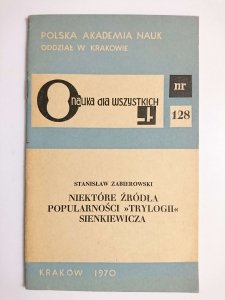 POLSKA AKADEMIA NAUK
ODDZIAŁ W KRAKOWIE
nauka dla wszystkich
nr
128
STANISŁAW ZABIEROWSKI
NIEKTÓRE ŹRÓDŁA
POPULARNOŚCI »TRYLOGII«
SIENKIEWICZA
KRAKÓW 1970